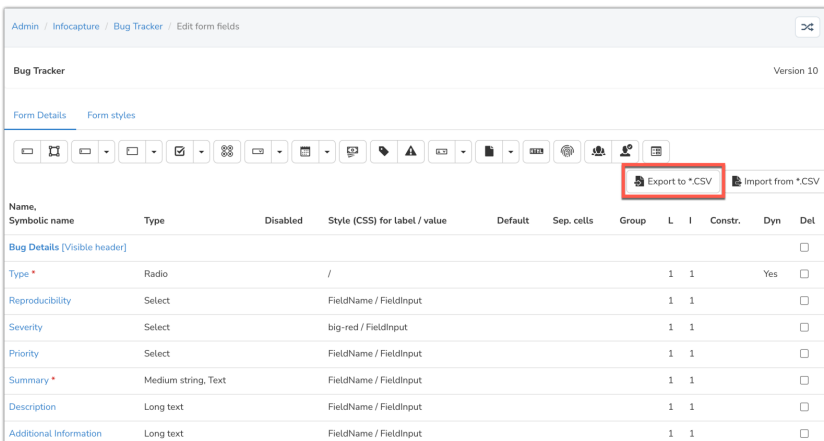 Admin / Infocapture / Bug Tracker / Edit form fields
Bug Tracker Version 10
Form Details Form styles
HTML
Export to *.CSV Import from *.CSV
Name,
Symbolic name Type Disabled Style (CSS) for label / value Default Sep. cells Group L I Constr. Dyn Del
Bug Details [Visible header]
Type * Radio / 1 1 Yes
Reproducibility Select FieldName / FieldInput 1 1
Severity Select big-red / FieldInput 1 1
Priority Select FieldName / FieldInput 1 1
Summary * Medium string, Text FieldName / FieldInput 1 1
Description Long text FieldName / FieldInput 1 1
Additional Information Long text FieldName / FieldInput 1 1